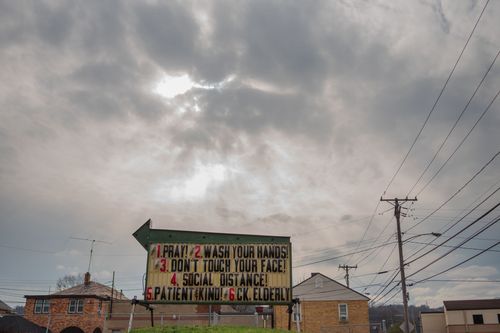 #1.PRAY! #2 WASH YOUR HANDS!
#3. DON'T TOUCH YOUR FACE!
#4 SOCIAL DISTANCE!
#5 PATIENT(KIND! #6 CK. ELDERLY